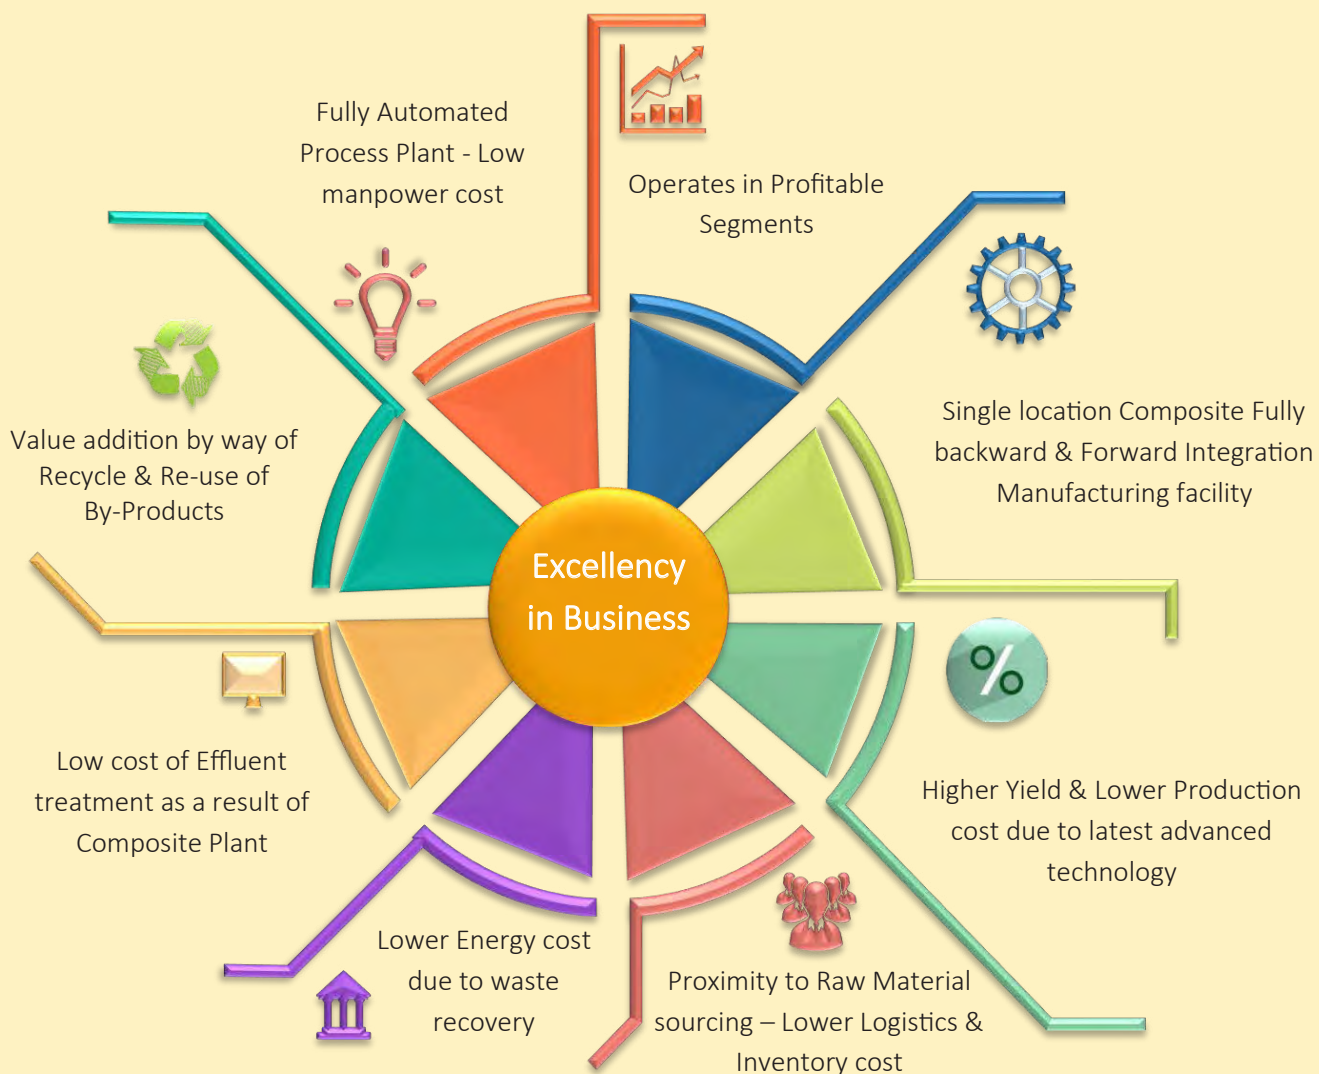 Fully Automated
Process Plant - Low
manpower cost
Operates in Profitable
Segments
Single location Composite Fully
backward & Forward Integration
Manufacturing facility
Value addition by way of
Recycle & Re-use of
By-Products
Excellency
in Business
%
Low cost of Effluent
treatment as a result of
Composite Plant
Higher Yield & Lower Production
cost due to latest advanced
technology
Lower Energy cost
due to waste
recovery
Proximity to Raw Material
sourcing – Lower Logistics &
Inventory cost